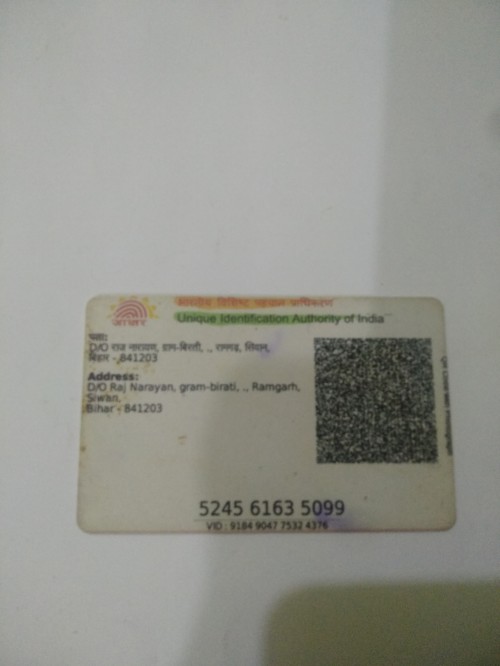 भारतीय विशिष्ट पहचान प्राधिकरण
Unique Identification Authority of India
आधार
पता:
D/O राज नारायण, ग्राम-बिरती, ., रामगढ, सिवान,
बिहार - 841203
Address:
D/O Raj Narayan, gram-birati, ., Ramgarh,
Siwan,
Bihar - 841203
5245 6163 5099
VID : 9184 9047 7532 4376